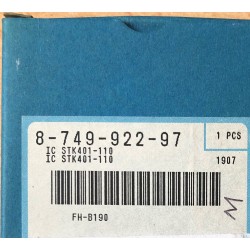 8-749-922-97
1 PCS
IC STK401-110
IC STK401-110
1907
FH-B190
M